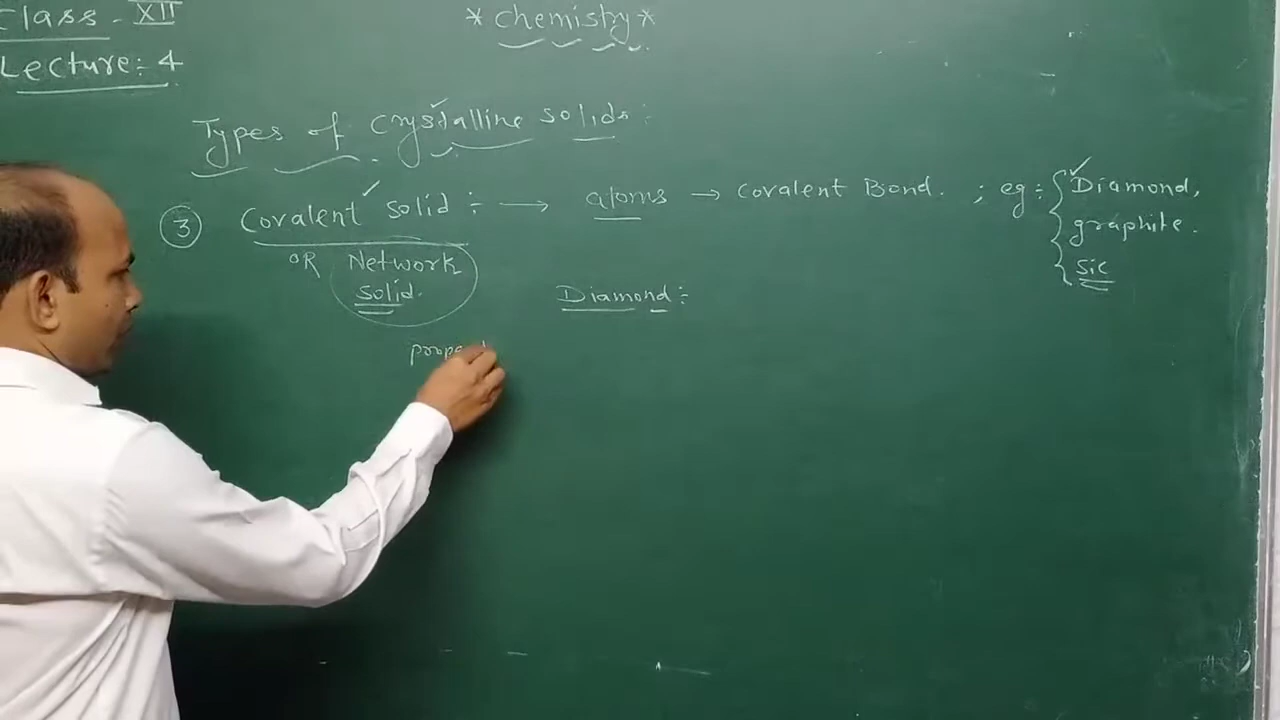 Class - XII
* Chemistry *
Lecture:- 4
Types of Crystalline Solids:
③ Covalent Solid :- → atoms → Covalent Bond. ; eg:- { Diamond,
graphite.
SiC
OR Network
Solid.
Diamond:-